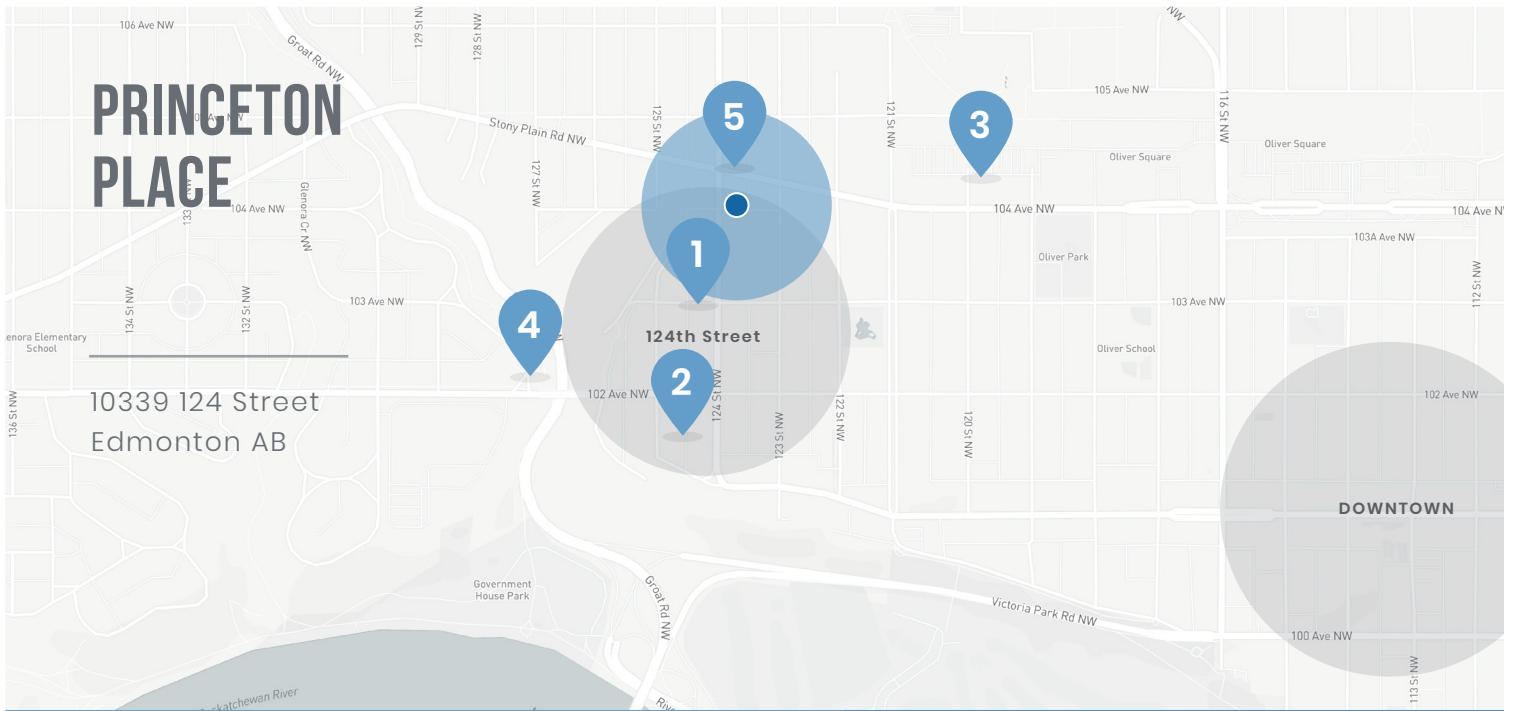 PRINCETON
PLACE
10339 124 Street
Edmonton AB
106 Ave NW
Groat Rd NW
129 St NW
128 St NW
NW
105 Ave NW
116 St NW
Oliver Square
Oliver Square
125 St NW
121 St NW
5
3
Stony Plain Rd NW
127 St NW
133
Glenora Cr NW
104 Ave NW
104 Ave NW
104 Ave N
103A Ave NW
1
Oliver Park
112 St NW
134 St NW
132 St NW
103 Ave NW
103 Ave NW
4
124th Street
enora Elementary
School
Oliver School
2
136 St NW
102 Ave NW
124 St NW
102 Ave NW
123 St NW
122 St NW
120 St NW
DOWNTOWN
Government
House Park
Groat Rd NW
Victoria Park Rd NW
100 Ave NW
113 St NW
skatchewan River